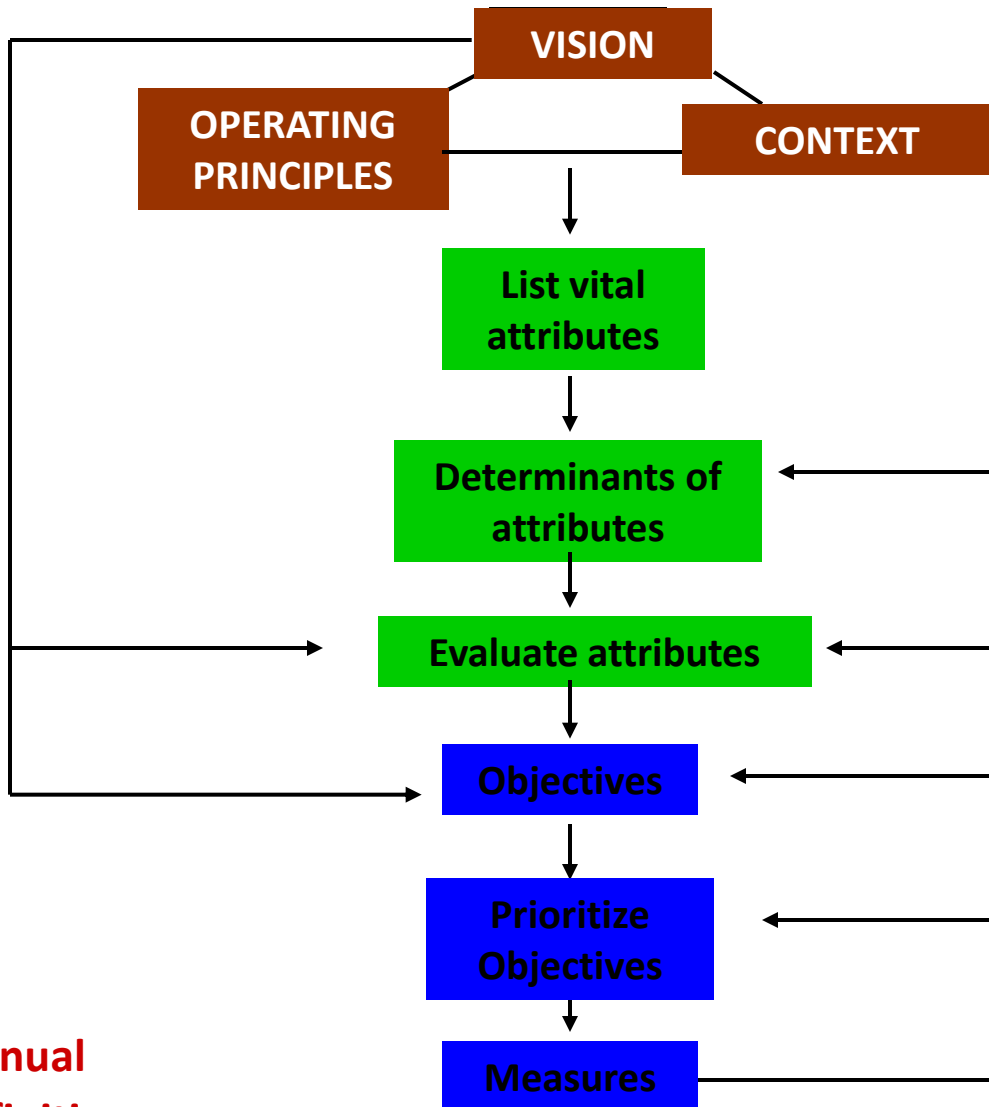 VISION
OPERATING
PRINCIPLES
CONTEXT
List vital
attributes
Determinants of
attributes
Evaluate attributes
Objectives
Prioritize
Objectives
nual
Measures